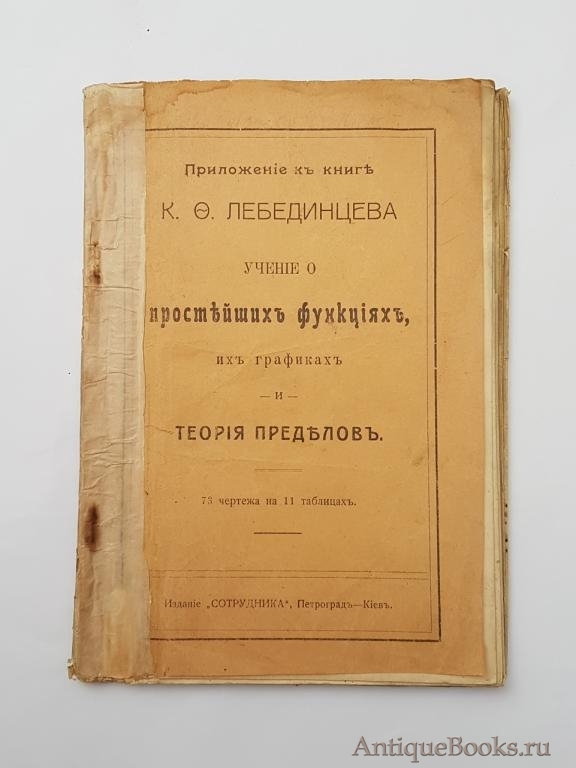 Приложеніе къ книгѣ
К. Ѳ. ЛЕБЕДИНЦЕВА
УЧЕНІЕ О
простѣйшихъ функціяхъ,
ихъ графикахъ
— и —
ТЕОРІЯ ПРЕДѢЛОВЪ.
73 чертежа на 11 таблицахъ.
Изданіе „СОТРУДНИКА“, Петроградъ—Кіевъ.
AntiqueBooks.ru